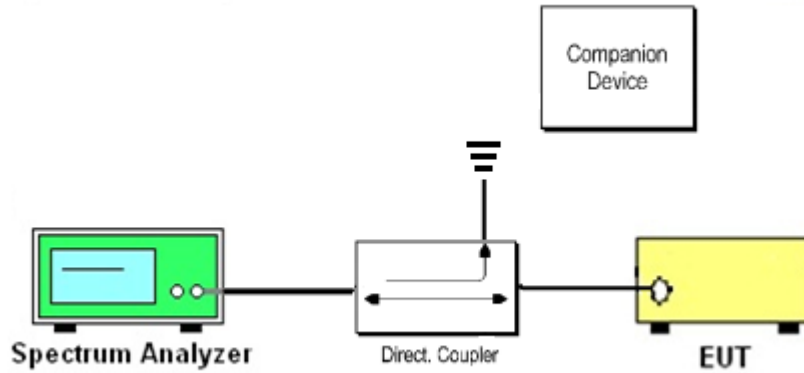 Companion
Device
Spectrum Analyzer
Direct. Coupler
EUT